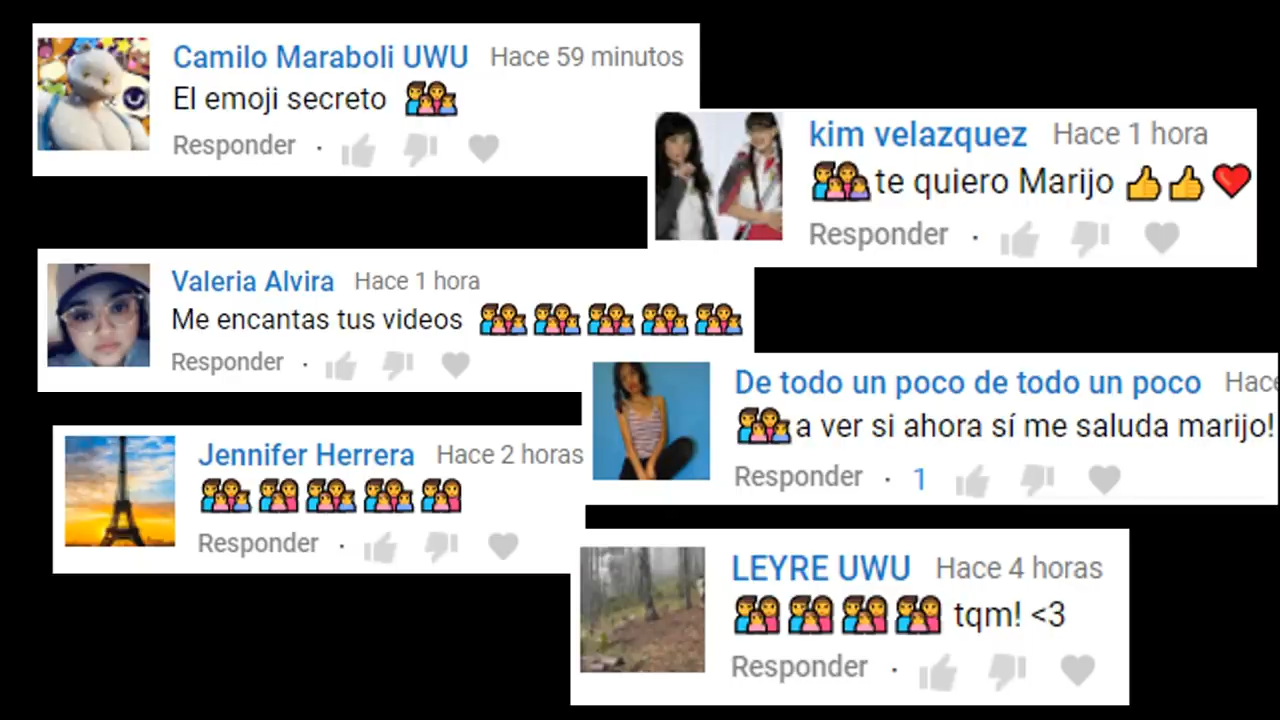 Camilo Maraboli UWU Hace 59 minutos
El emoji secreto 👨‍👩‍👧‍👦
Responder ·
kim velazquez Hace 1 hora
👨‍👩‍👧‍👦te quiero Marijo 👍👍❤️
Responder ·
Valeria Alvira Hace 1 hora
Me encantas tus videos 👨‍👩‍👧‍👦👨‍👩‍👧‍👦👨‍👩‍👧‍👦👨‍👩‍👧‍👦👨‍👩‍👧‍👦
Responder ·
De todo un poco de todo un poco Hace
👨‍👩‍👧‍👦a ver si ahora sí me saluda marijo!
Responder · 1
Jennifer Herrera Hace 2 horas
👨‍👩‍👧‍👦👨‍👩‍👧👨‍👩‍👧‍👦👨‍👩‍👧‍👦👨‍👩‍👧
Responder ·
LEYRE UWU Hace 4 horas
👨‍👩‍👧👨‍👩‍👧👨‍👩‍👧👨‍👩‍👧 tqm! <3
Responder ·